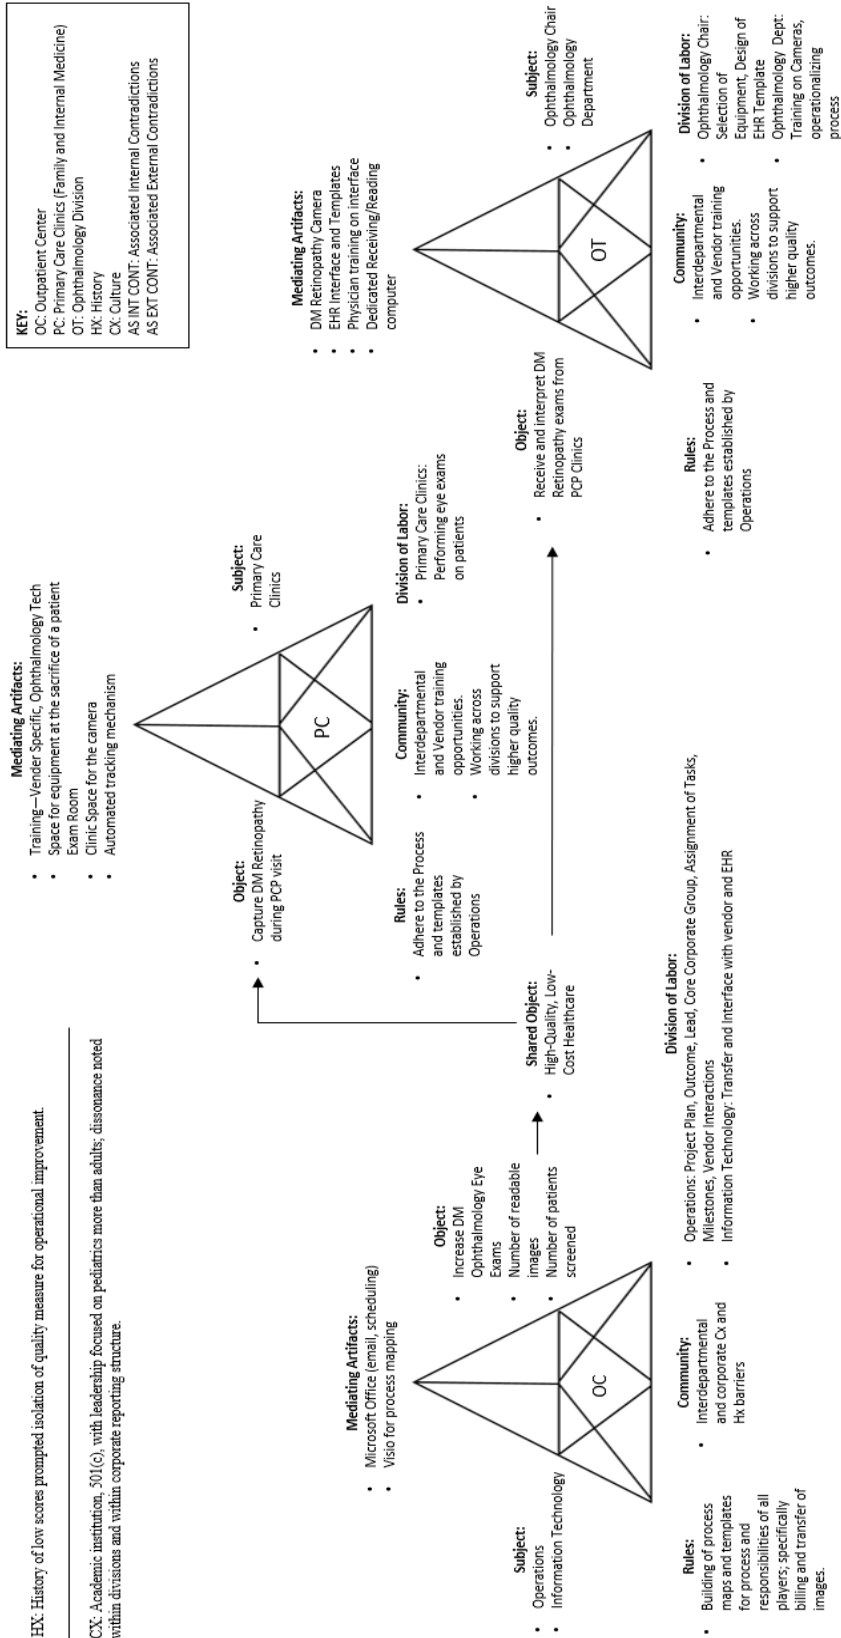 HX: History of low scores prompted isolation of quality measure for operational improvement.
CX: Academic institution, 501(c), with leadership focused on pediatrics more than adults; dissonance noted
within divisions and within corporate reporting structure.
KEY:
OC: Outpatient Center
PC: Primary Care Clinics (Family and Internal Medicine)
OT: Ophthalmology Division
HX: History
CX: Culture
AS INT CONT: Associated Internal Contradictions
AS EXT CONT: Associated External Contradictions
Mediating Artifacts:
• Training—Vender Specific, Ophthalmology Tech
• Space for equipment at the sacrifice of a patient
Exam Room
• Clinic Space for the camera
• Automated tracking mechanism
Object:
• Capture DM Retinopathy
during PCP visit
PC
Subject:
• Primary Care
Clinics
Rules:
• Adhere to the Process
and templates
established by
Operations
Community:
• Interdepartmental
and Vendor training
opportunities.
• Working across
divisions to support
higher quality
outcomes.
Division of Labor:
• Primary Care Clinics:
Performing eye exams
on patients
Mediating Artifacts:
• Microsoft Office (email, scheduling)
• Visio for process mapping
Subject:
• Operations
• Information Technology
OC
Object:
• Increase DM
Ophthalmology Eye
Exams
• Number of readable
images
• Number of patients
screened
Shared Object:
• High-Quality, Low-
Cost Healthcare
Rules:
• Building of process
maps and templates
for process and
responsibilities of all
players; specifically
billing and transfer of
images.
Community:
• Interdepartmental
and corporate Cx and
Hx barriers
Division of Labor:
• Operations: Project Plan, Outcome, Lead, Core Corporate Group, Assignment of Tasks,
Milestones, Vendor Interactions
• Information Technology: Transfer and Interface with vendor and EHR
Mediating Artifacts:
• DM Retinopathy Camera
• EHR Interface and Templates
• Physician training on interface
• Dedicated Receiving/Reading
computer
Object:
• Receive and interpret DM
Retinopathy exams from
PCP Clinics
OT
Subject:
• Ophthalmology Chair
• Ophthalmology
Department
Rules:
• Adhere to the Process and
templates established by
Operations
Community:
• Interdepartmental
and Vendor training
opportunities.
• Working across
divisions to support
higher quality
outcomes.
Division of Labor:
• Ophthalmology Chair:
Selection of
Equipment, Design of
EHR Template
• Ophthalmology Dept:
Training on Cameras,
operationalizing
process